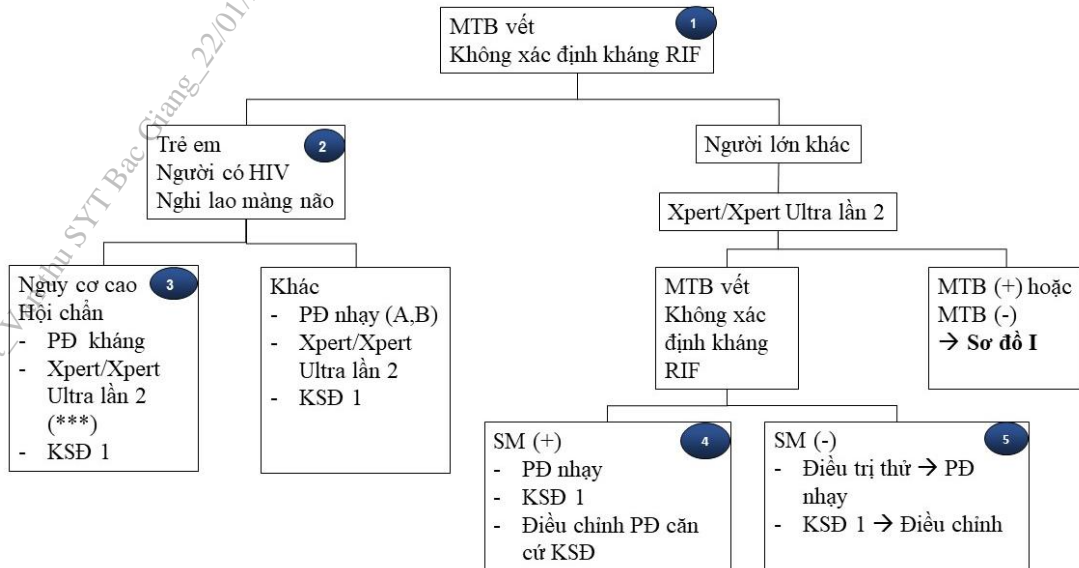 MTB vết
1
Không xác định kháng RIF
Trẻ em
2
Người có HIV
Nghi lao màng não
Người lớn khác
Xpert/Xpert Ultra lần 2
Nguy cơ cao
3
Hội chẩn
- PĐ kháng
- Xpert/Xpert
Ultra lần 2
(***)
- KSĐ 1
Khác
- PĐ nhạy (A,B)
- Xpert/Xpert
Ultra lần 2
- KSĐ 1
MTB vết
Không xác
định kháng
RIF
MTB (+) hoặc
MTB (-)
→ Sơ đồ I
SM (+)
4
- PĐ nhạy
- KSĐ 1
- Điều chỉnh PĐ căn
cứ KSĐ
SM (-)
5
- Điều trị thử → PĐ
nhạy
- KSĐ 1 → Điều chỉnh
SYT Bac Giang_22/01/